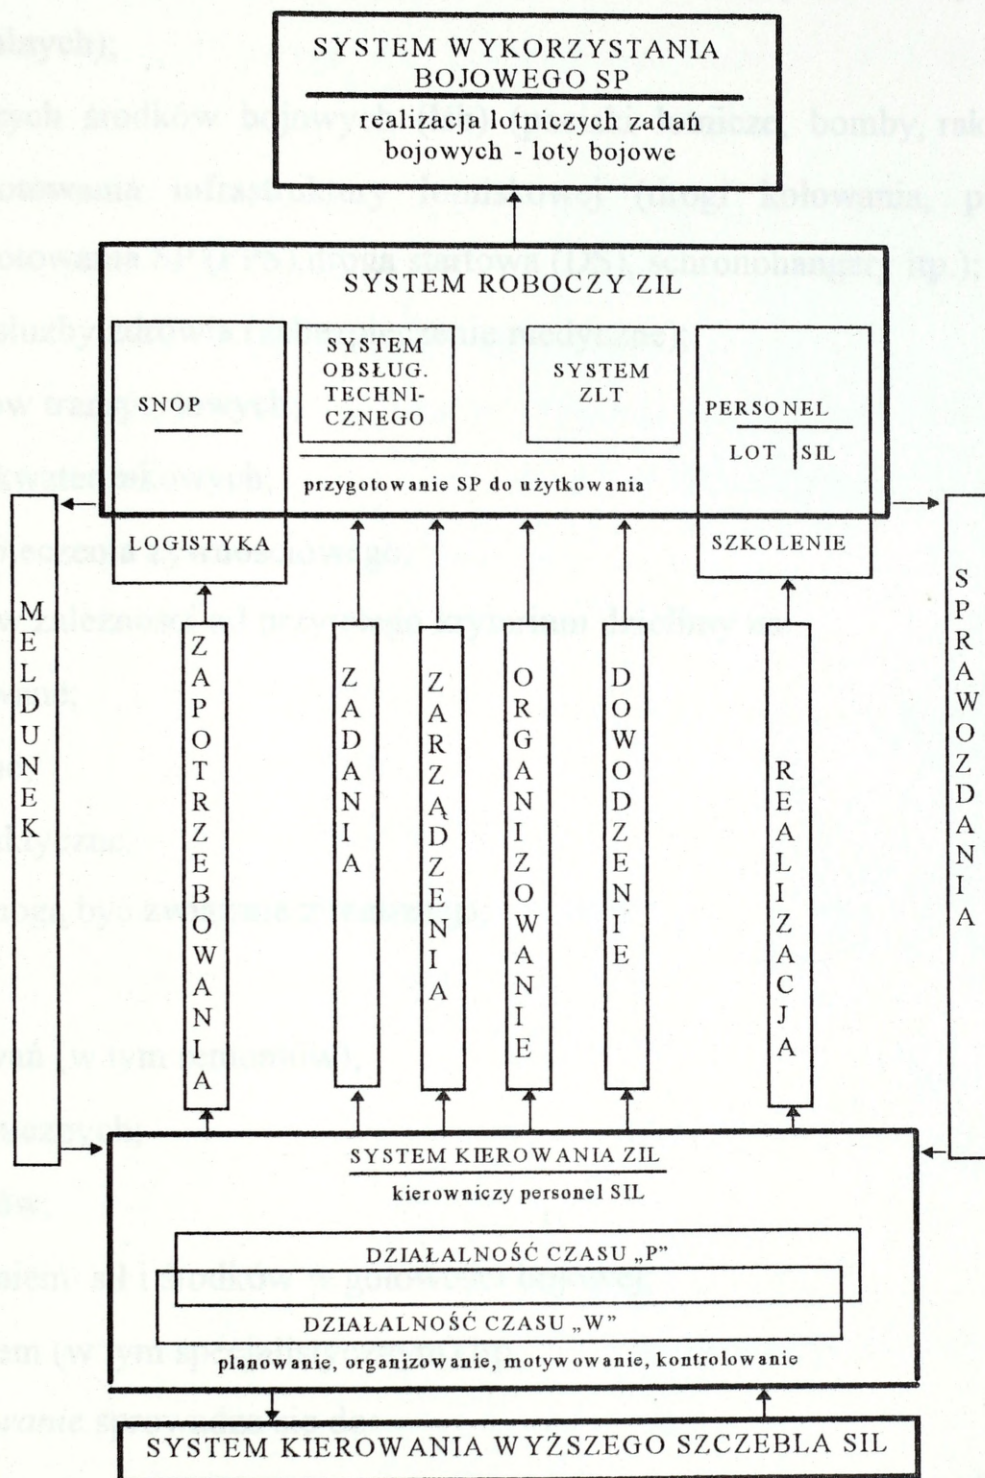 SYSTEM WYKORZYSTANIA
BOJOWEGO SP
realizacja lotniczych zadań
bojowych - loty bojowe
SYSTEM ROBOCZY ZIL
SNOP
SYSTEM
OBSŁUG.
TECHNI-
CZNEGO
SYSTEM
ZLT
PERSONEL
LOT SIL
przygotowanie SP do użytkowania
LOGISTYKA
SZKOLENIE
MELDUNEK
ZAPOTRZEBOWANIA
ZADANIA
ZARZĄDZENIA
ORGANIZOWANIE
DOWODZENIE
REALIZACJA
SPRAWOZDANIA
SYSTEM KIEROWANIA ZIL
kierowniczy personel SIL
DZIAŁALNOŚĆ CZASU „P”
DZIAŁALNOŚĆ CZASU „W”
planowanie, organizowanie, motywowanie, kontrolowanie
SYSTEM KIEROWANIA WYŻSZEGO SZCZEBLA SIL